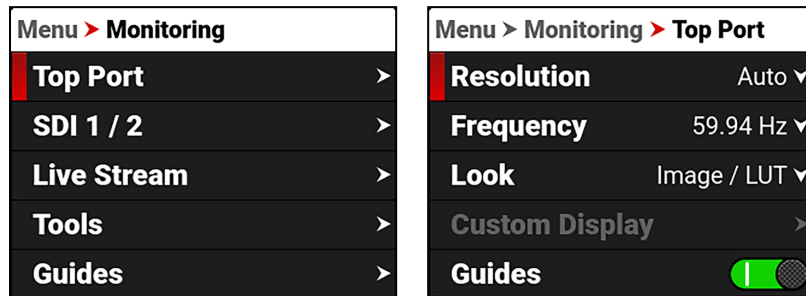 Menu > Monitoring
Top Port
SDI 1 / 2
Live Stream
Tools
Guides
Menu > Monitoring > Top Port
Resolution Auto
Frequency 59.94 Hz
Look Image / LUT
Custom Display
Guides